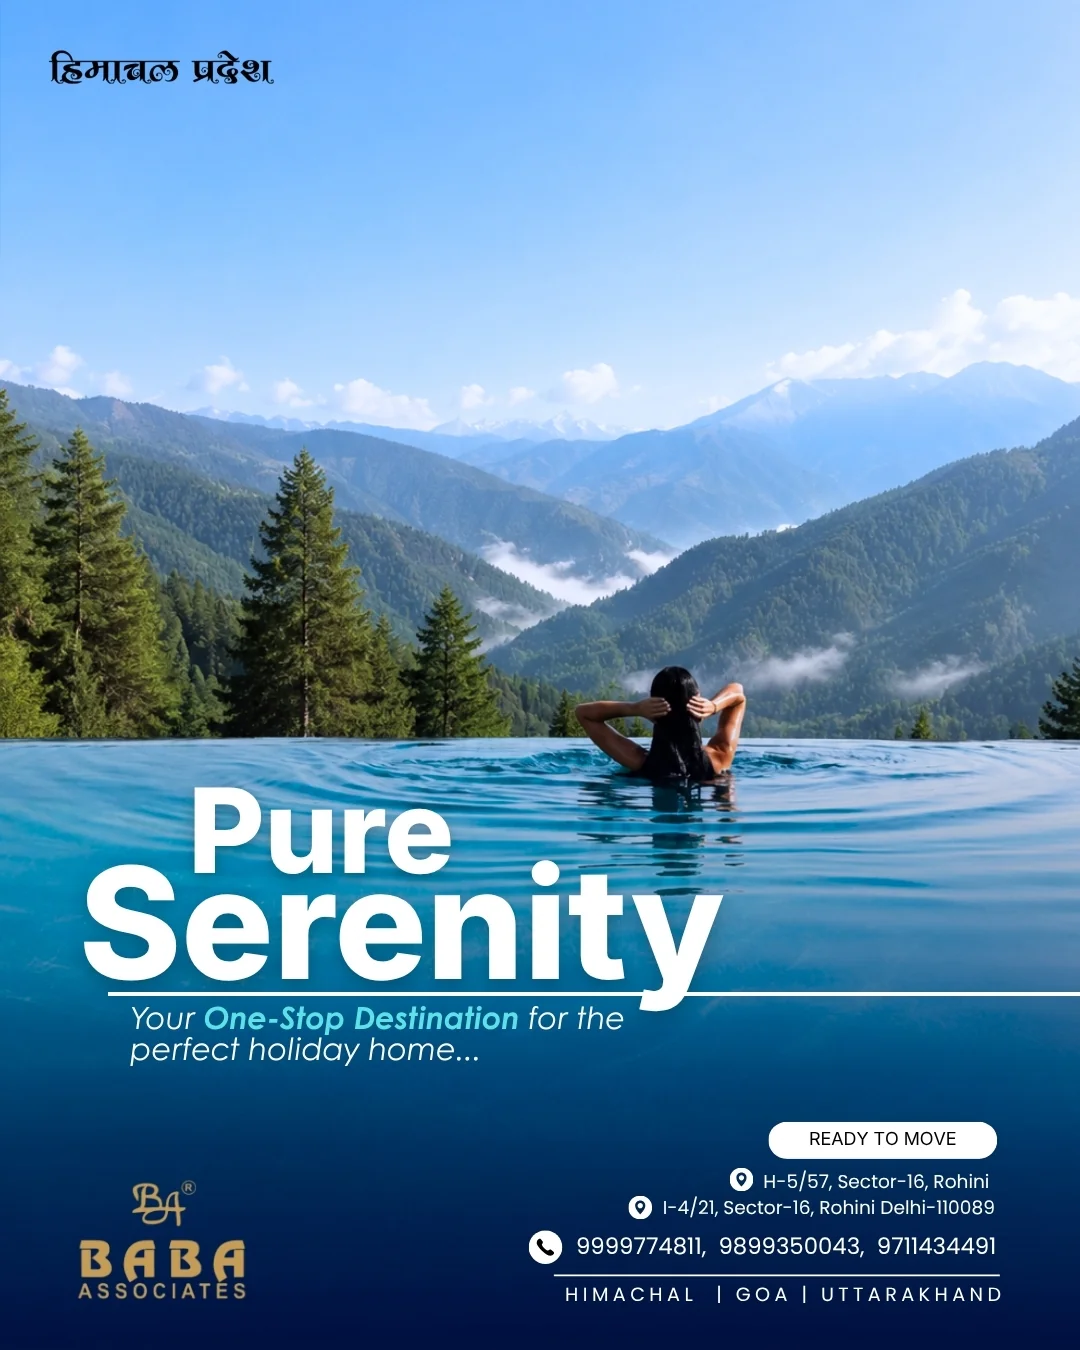 हिमाचल प्रदेश
Pure
Serenity
Your One-Stop Destination for the
perfect holiday home...
READY TO MOVE
H-5/57, Sector-16, Rohini
I-4/21, Sector-16, Rohini Delhi-110089
9999774811, 9899350043, 9711434491
HIMACHAL | GOA | UTTARAKHAND
BA®
BABA
ASSOCIATES